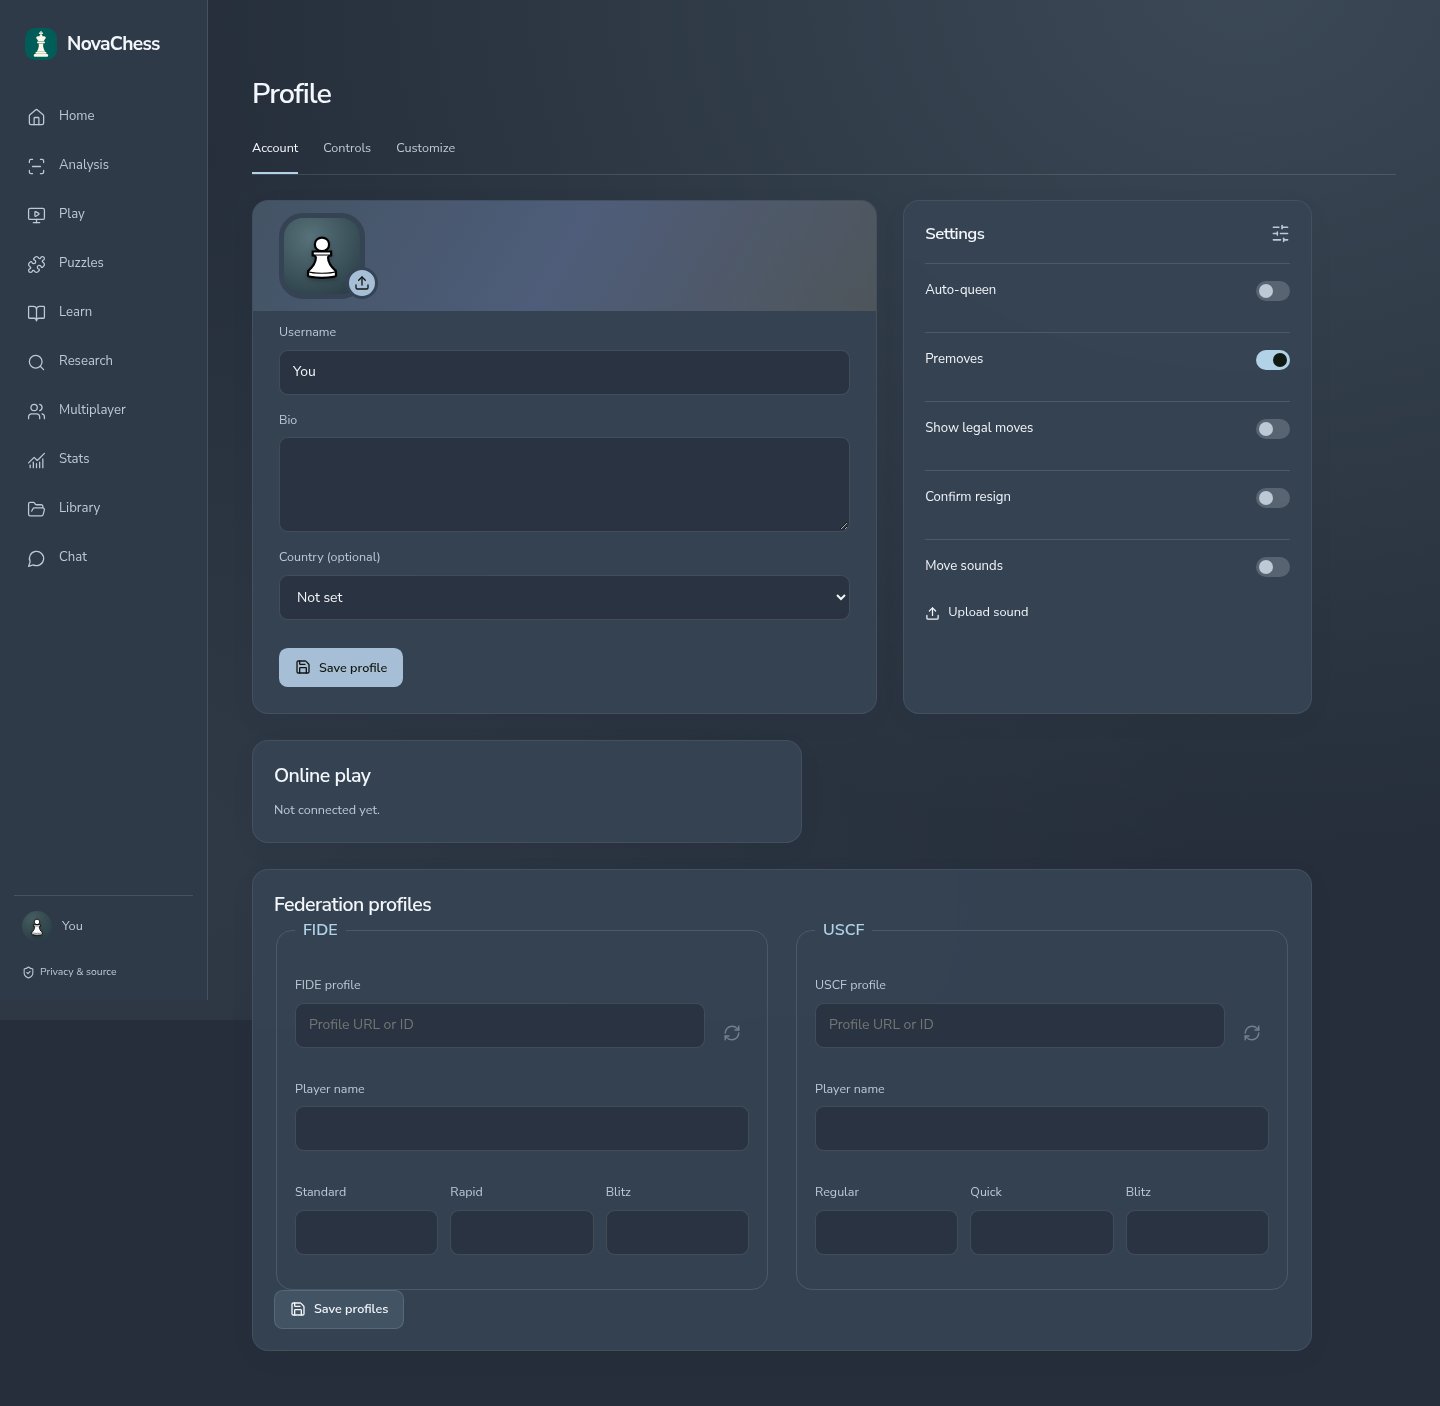 NovaChess
Home
Analysis
Play
Puzzles
Learn
Research
Multiplayer
Stats
Library
Chat
You
Privacy & source
Profile
Account Controls Customize
Username
You
Bio
Country (optional)
Not set
Save profile
Settings
Auto-queen
Premoves
Show legal moves
Confirm resign
Move sounds
Upload sound
Online play
Not connected yet.
Federation profiles
FIDE
FIDE profile
Profile URL or ID
Player name
Standard Rapid Blitz
USCF
USCF profile
Profile URL or ID
Player name
Regular Quick Blitz
Save profiles